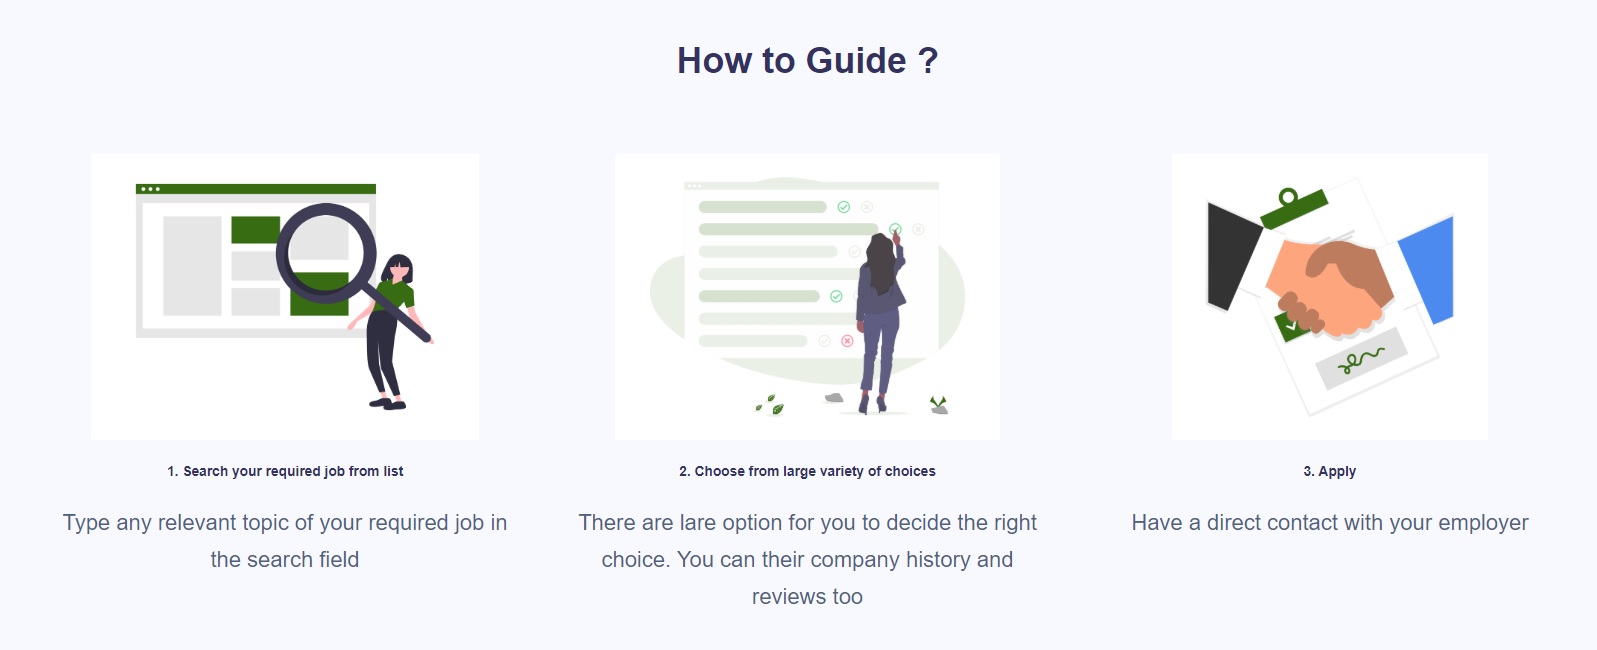 How to Guide ?
1. Search your required job from list
Type any relevant topic of your required job in
the search field
2. Choose from large variety of choices
There are lare option for you to decide the right
choice. You can their company history and
reviews too
3. Apply
Have a direct contact with your employer